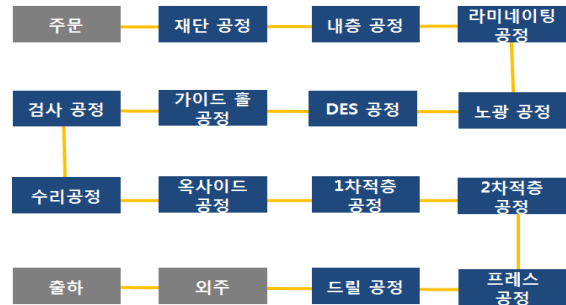 주문
재단 공정
내층 공정
라미네이팅
공정
검사 공정
가이드 홀
공정
DES 공정
노광 공정
수리공정
옥사이드
공정
1차적층
공정
2차적층
공정
출하
외주
드릴 공정
프레스
공정